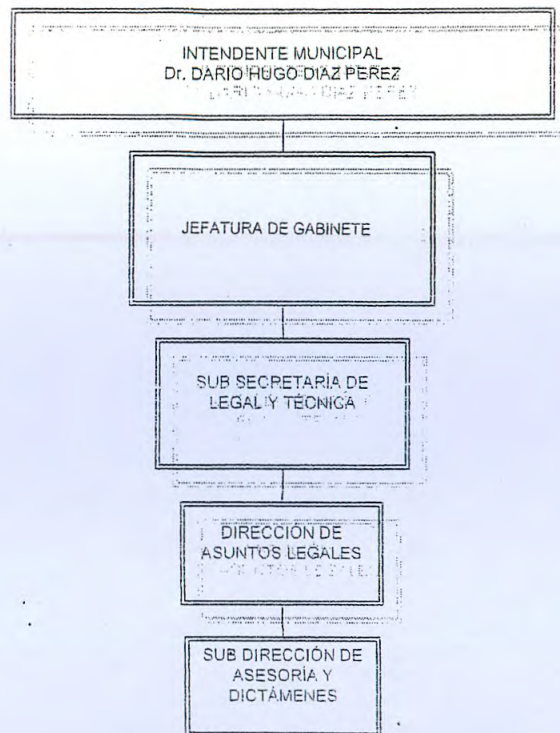 INTENDENTE MUNICIPAL
Dr. DARIO HUGO DIAZ PEREZ
JEFATURA DE GABINETE
SUB SECRETARÍA DE
LEGAL Y TÉCNICA
DIRECCIÓN DE
ASUNTOS LEGALES
SUB DIRECCIÓN DE
ASESORÍA Y
DICTÁMENES